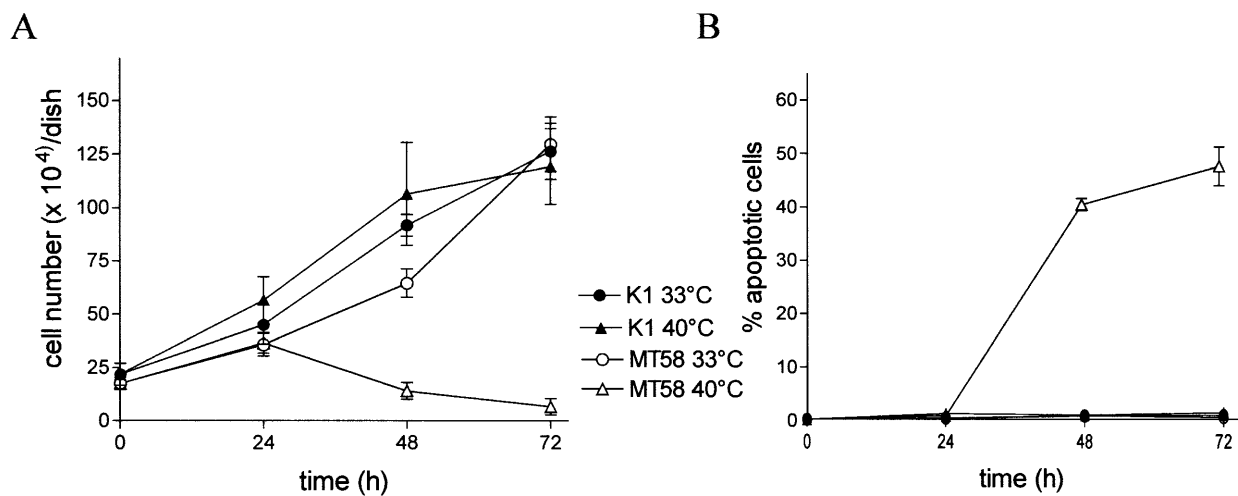 A
cell number (x 10⁴)/dish
150
125
100
75
50
25
0
0 24 48 72
time (h)
K1 33°C
K1 40°C
MT58 33°C
MT58 40°C
B
% apoptotic cells
60
50
40
30
20
10
0
0 24 48 72
time (h)